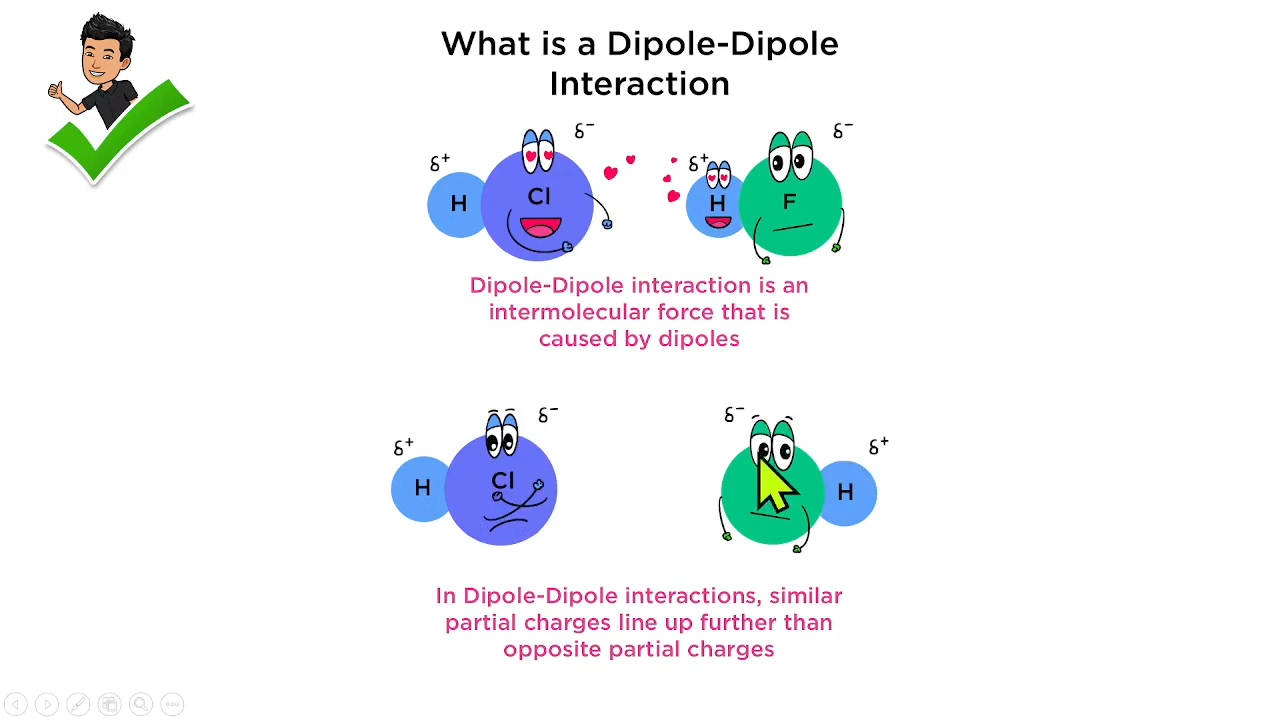 What is a Dipole-Dipole
Interaction
δ⁺ δ⁻ δ⁺ δ⁻
H Cl H F
Dipole-Dipole interaction is an
intermolecular force that is
caused by dipoles
δ⁺ δ⁻ δ⁻ δ⁺
H Cl H
In Dipole-Dipole interactions, similar
partial charges line up further than
opposite partial charges